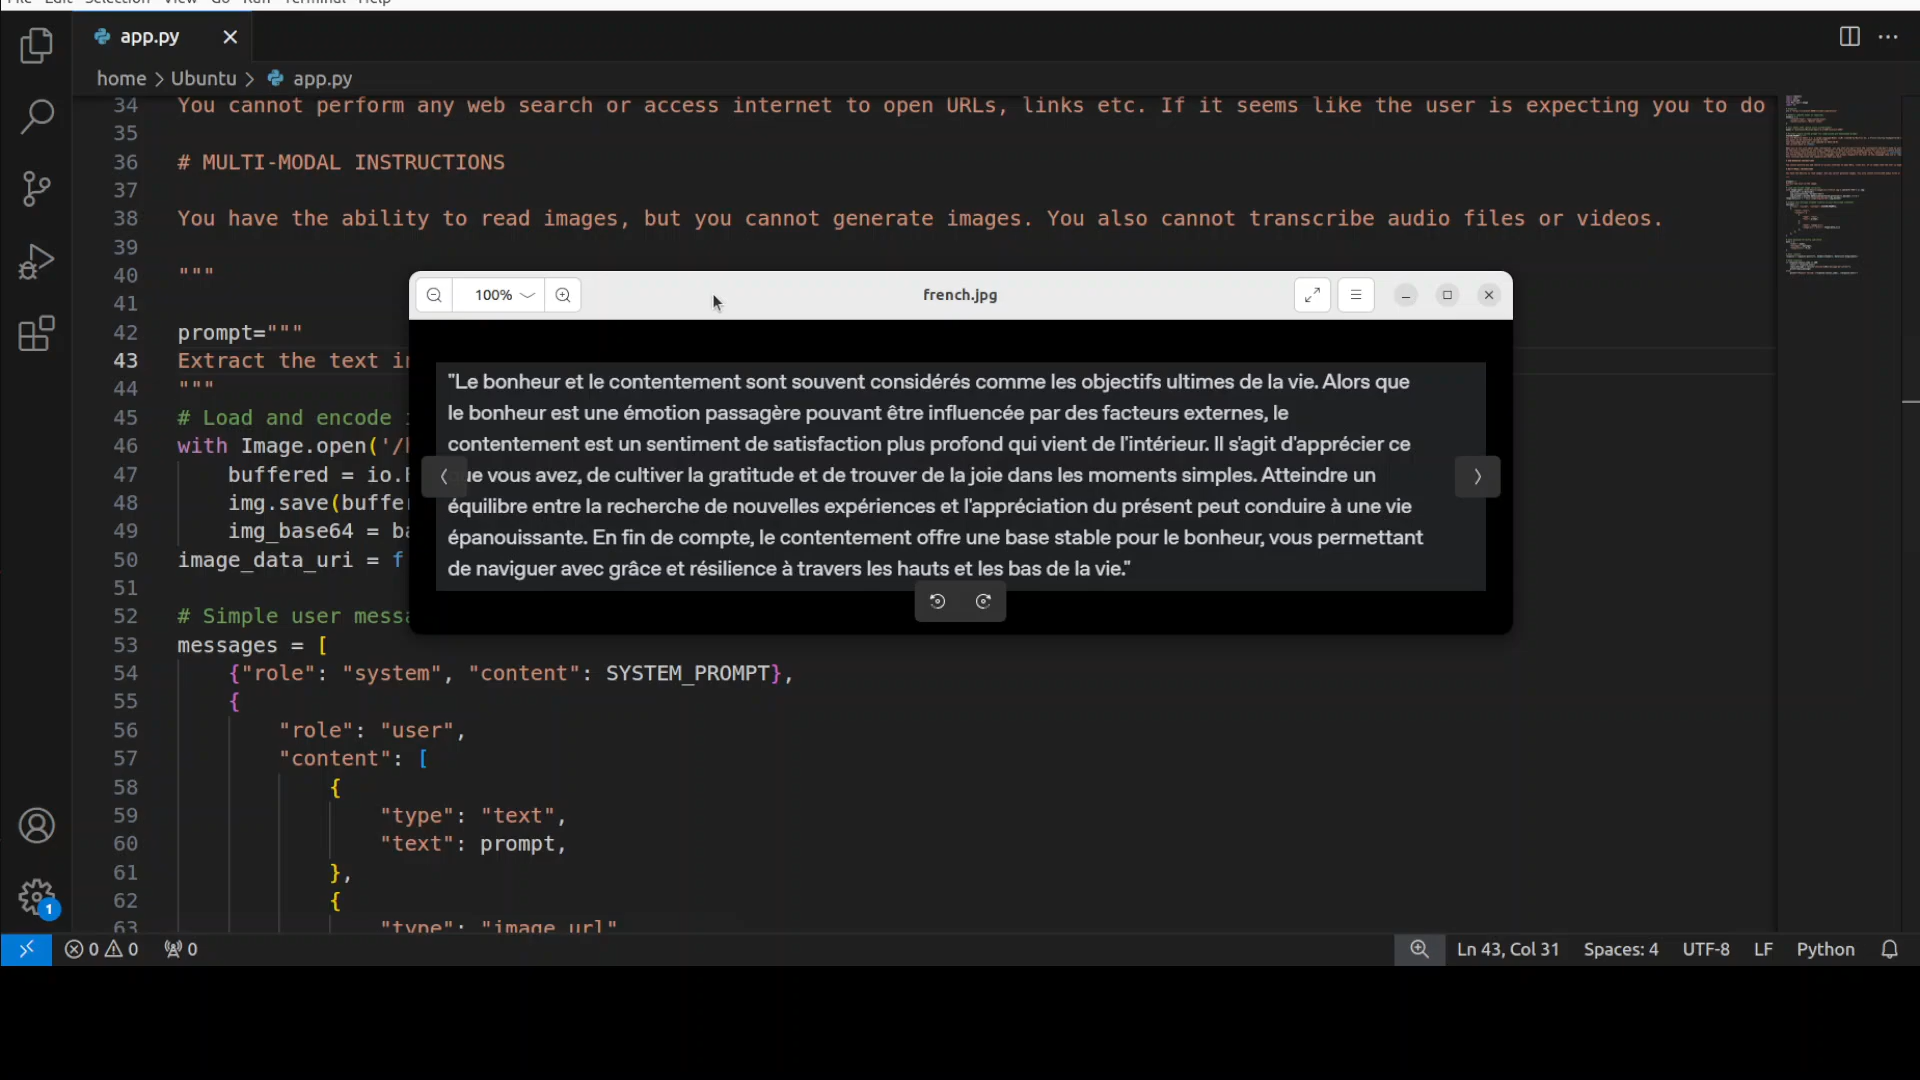 File Edit Selection View Go Run Terminal Help
app.py
home > Ubuntu > app.py
34 You cannot perform any web search or access internet to open URLs, links etc. If it seems like the user is expecting you to do
35
36 # MULTI-MODAL INSTRUCTIONS
37
38 You have the ability to read images, but you cannot generate images. You also cannot transcribe audio files or videos.
39
40 """
41
42 prompt="""
43 Extract the text i
44 """
45 # Load and encode
46 with Image.open('/
47 buffered = io.
48 img.save(buffe
49 img_base64 = ba
50 image_data_uri = f
51
52 # Simple user messa
53 messages = [
54 {"role": "system", "content": SYSTEM_PROMPT},
55 {
56 "role": "user",
57 "content": [
58 {
59 "type": "text",
60 "text": prompt,
61 },
62 {
63 "type": "image_url"
100%
french.jpg
"Le bonheur et le contentement sont souvent considérés comme les objectifs ultimes de la vie. Alors que
le bonheur est une émotion passagère pouvant être influencée par des facteurs externes, le
contentement est un sentiment de satisfaction plus profond qui vient de l'intérieur. Il s'agit d'apprécier ce
que vous avez, de cultiver la gratitude et de trouver de la joie dans les moments simples. Atteindre un
équilibre entre la recherche de nouvelles expériences et l'appréciation du présent peut conduire à une vie
épanouissante. En fin de compte, le contentement offre une base stable pour le bonheur, vous permettant
de naviguer avec grâce et résilience à travers les hauts et les bas de la vie."
1
0 0 0
Ln 43, Col 31 Spaces: 4 UTF-8 LF Python